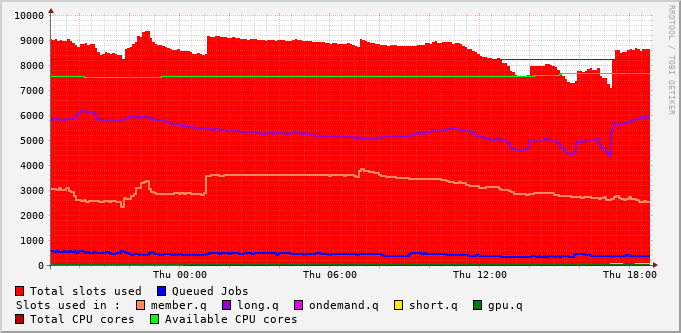 10000
9000
8000
7000
6000
5000
4000
3000
2000
1000
0
Thu 00:00 Thu 06:00 Thu 12:00 Thu 18:00
RRDTOOL / TOBI OETIKER
Total slots used Queued Jobs
Slots used in : member.q long.q ondemand.q short.q gpu.q
Total CPU cores Available CPU cores